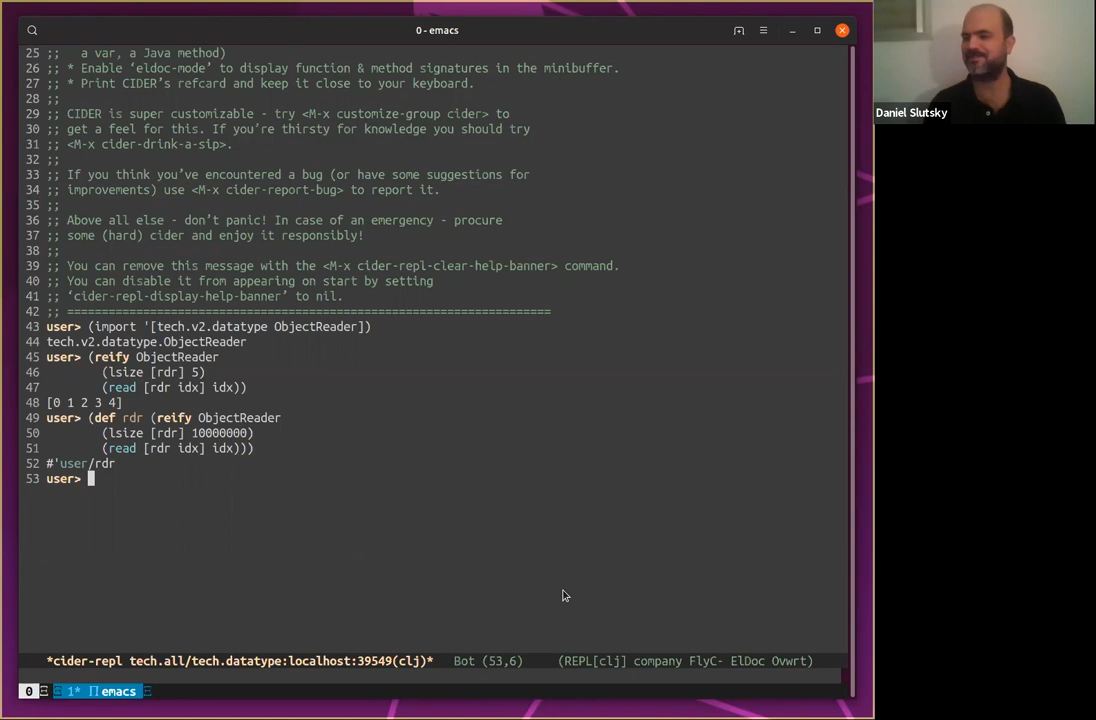 0 - emacs
25 ;;   a var, a Java method)
26 ;; * Enable ‘eldoc-mode’ to display function & method signatures in the minibuffer.
27 ;; * Print CIDER’s refcard and keep it close to your keyboard.
28 ;;
29 ;; CIDER is super customizable - try <M-x customize-group cider> to
30 ;; get a feel for this. If you’re thirsty for knowledge you should try
31 ;; <M-x cider-drink-a-sip>.
32 ;;
33 ;; If you think you’ve encountered a bug (or have some suggestions for
34 ;; improvements) use <M-x cider-report-bug> to report it.
35 ;;
36 ;; Above all else - don’t panic! In case of an emergency - procure
37 ;; some (hard) cider and enjoy it responsibly!
38 ;;
39 ;; You can remove this message with the <M-x cider-repl-clear-help-banner> command.
40 ;; You can disable it from appearing on start by setting
41 ;; ‘cider-repl-display-help-banner’ to nil.
42 ;; ======================================================================
43 user> (import '[tech.v2.datatype ObjectReader])
44 tech.v2.datatype.ObjectReader
45 user> (reify ObjectReader
46         (lsize [rdr] 5)
47         (read [rdr idx] idx))
48 [0 1 2 3 4]
49 user> (def rdr (reify ObjectReader
50         (lsize [rdr] 10000000)
51         (read [rdr idx] idx)))
52 #'user/rdr
53 user>
*cider-repl tech.all/tech.datatype:localhost:39549(clj)*   Bot (53,6)   (REPL[clj] company FlyC- ElDoc Ovwrt)
0 1* emacs
Daniel Slutsky